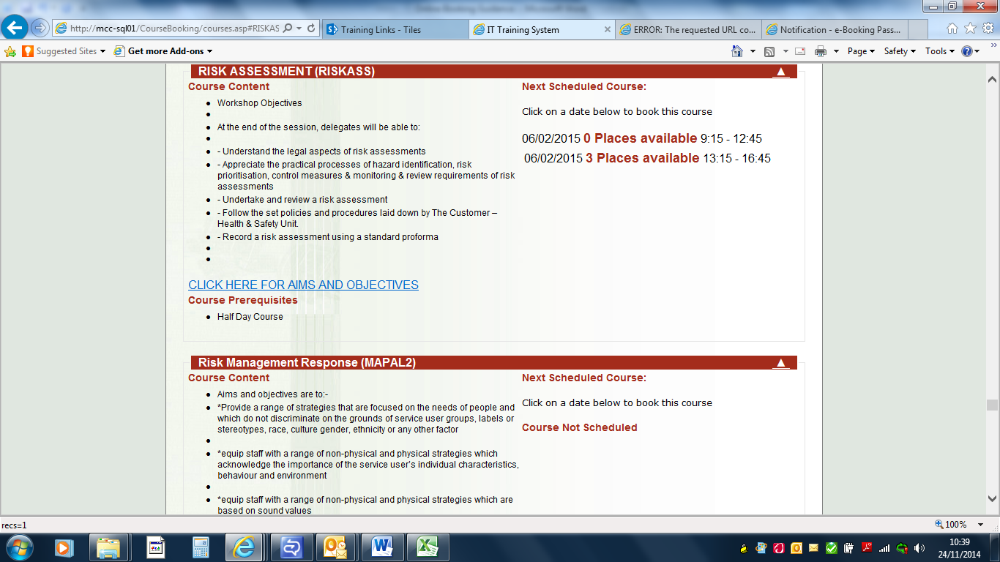 Online Booking Guidance - Microsoft Word
http://mcc-sql01/CourseBooking/courses.asp#RISKAS
Training Links - Tiles
IT Training System
ERROR: The requested URL co...
Notification - e-Booking Pass...
Suggested Sites
Get more Add-ons
Page
Safety
Tools
RISK ASSESSMENT (RISKASS)
Course Content
Workshop Objectives
At the end of the session, delegates will be able to:
- Understand the legal aspects of risk assessments
- Appreciate the practical processes of hazard identification, risk
prioritisation, control measures & monitoring & review requirements of risk
assessments
- Undertake and review a risk assessment
- Follow the set policies and procedures laid down by The Customer –
Health & Safety Unit.
- Record a risk assessment using a standard proforma
CLICK HERE FOR AIMS AND OBJECTIVES
Course Prerequisites
Half Day Course
Next Scheduled Course:
Click on a date below to book this course
06/02/2015 0 Places available 9:15 - 12:45
06/02/2015 3 Places available 13:15 - 16:45
Risk Management Response (MAPAL2)
Course Content
Aims and objectives are to:-
*Provide a range of strategies that are focused on the needs of people and
which do not discriminate on the grounds of service user groups, labels or
stereotypes, race, culture gender, ethnicity or any other factor
*equip staff with a range of non-physical and physical strategies which
acknowledge the importance of the service user's individual characteristics,
behaviour and environment
*equip staff with a range of non-physical and physical strategies which are
based on sound values
Next Scheduled Course:
Click on a date below to book this course
Course Not Scheduled
recs=1
100%
10:39
24/11/2014